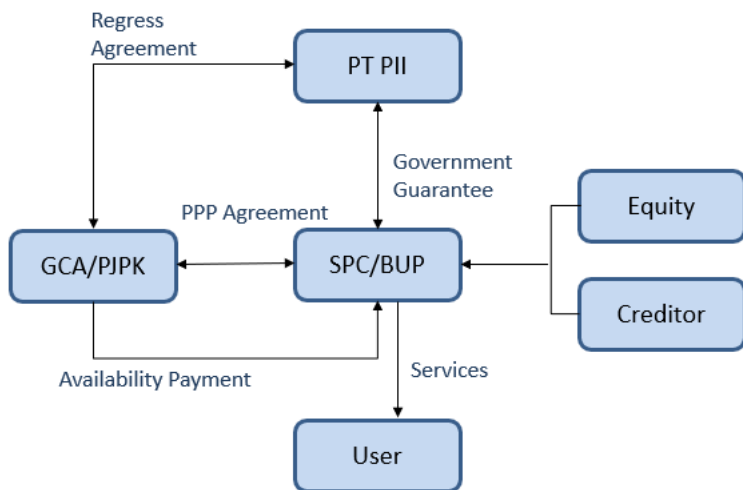 Regress
Agreement
PT PII
Government
Guarantee
Equity
PPP Agreement
GCA/PJPK
SPC/BUP
Creditor
Availability Payment
Services
User